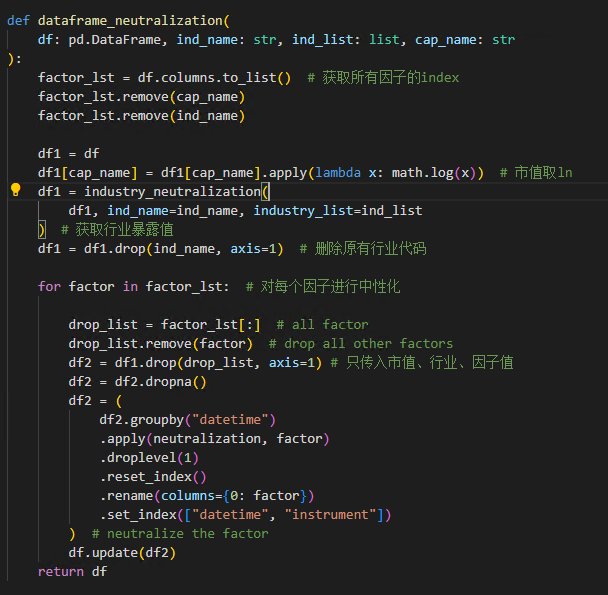 def dataframe_neutralization(
    df: pd.DataFrame, ind_name: str, ind_list: list, cap_name: str
):
    factor_lst = df.columns.to_list()  # 获取所有因子的index
    factor_lst.remove(cap_name)
    factor_lst.remove(ind_name)
    df1 = df
    df1[cap_name] = df1[cap_name].apply(lambda x: math.log(x))  # 市值取ln
    df1 = industry_neutralization(
        df1, ind_name=ind_name, industry_list=ind_list
    )  # 获取行业暴露值
    df1 = df1.drop(ind_name, axis=1)  # 删除原有行业代码
    for factor in factor_lst:  # 对每个因子进行中性化
        drop_list = factor_lst[:]  # all factor
        drop_list.remove(factor)  # drop all other factors
        df2 = df1.drop(drop_list, axis=1) # 只传入市值、行业、因子值
        df2 = df2.dropna()
        df2 = (
            df2.groupby("datetime")
            .apply(neutralization, factor)
            .droplevel(1)
            .reset_index()
            .rename(columns={0: factor})
            .set_index(["datetime", "instrument"])
        )  # neutralize the factor
        df.update(df2)
    return df